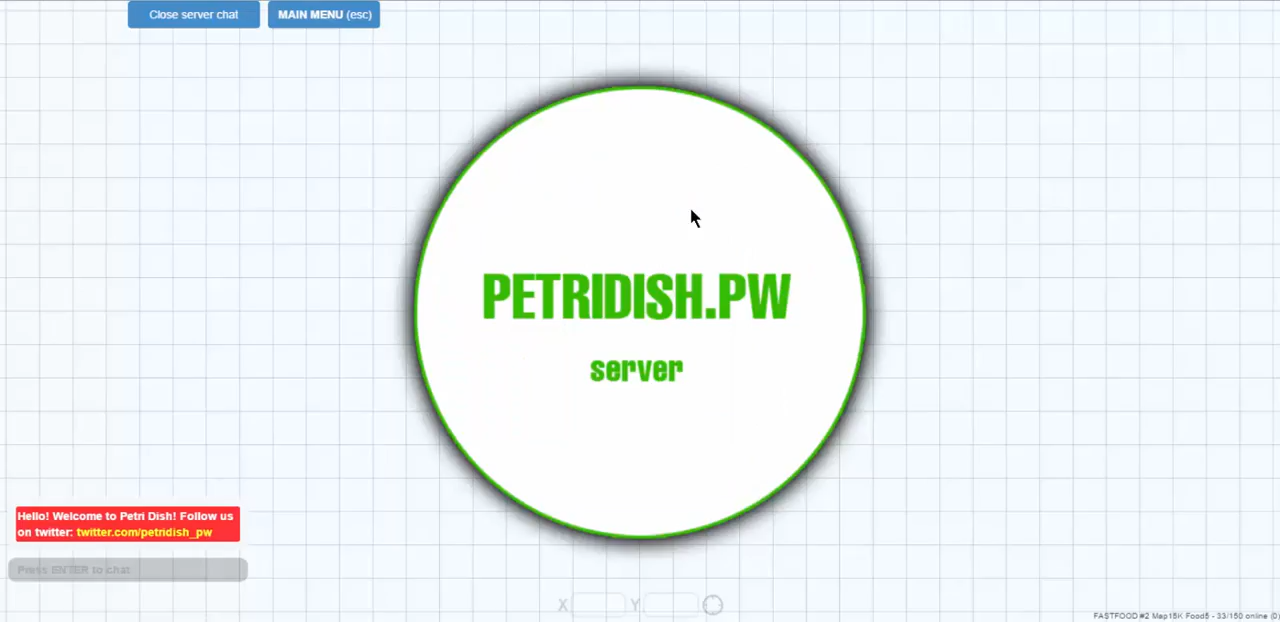 Close server chat
MAIN MENU (esc)
PETRIDISH.PW
server
Hello! Welcome to Petri Dish! Follow us
on twitter: twitter.com/petridish_pw
Press ENTER to chat
X
Y
FASTFOOD #2 Map15K Food5 - 33/150 online (0)